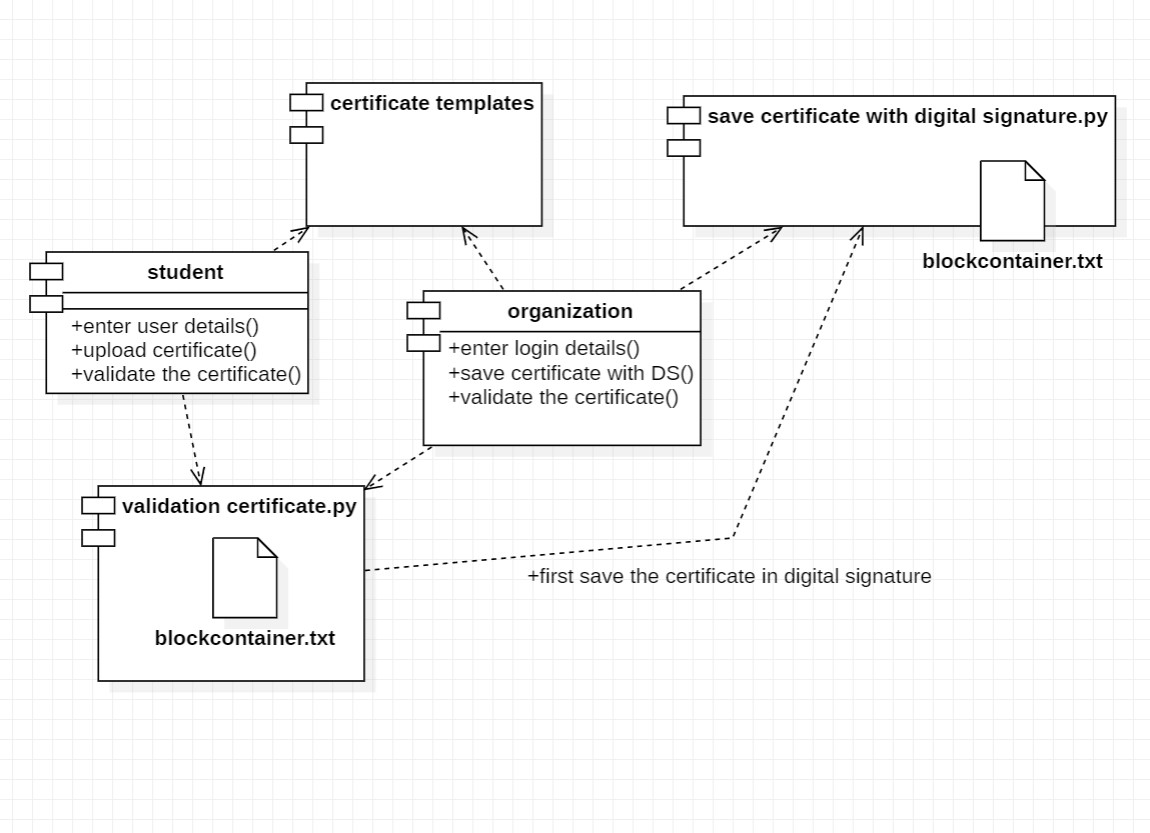 certificate templates
save certificate with digital signature.py
blockcontainer.txt
student
+enter user details()
+upload certificate()
+validate the certificate()
organization
+enter login details()
+save certificate with DS()
+validate the certificate()
validation certificate.py
blockcontainer.txt
+first save the certificate in digital signature